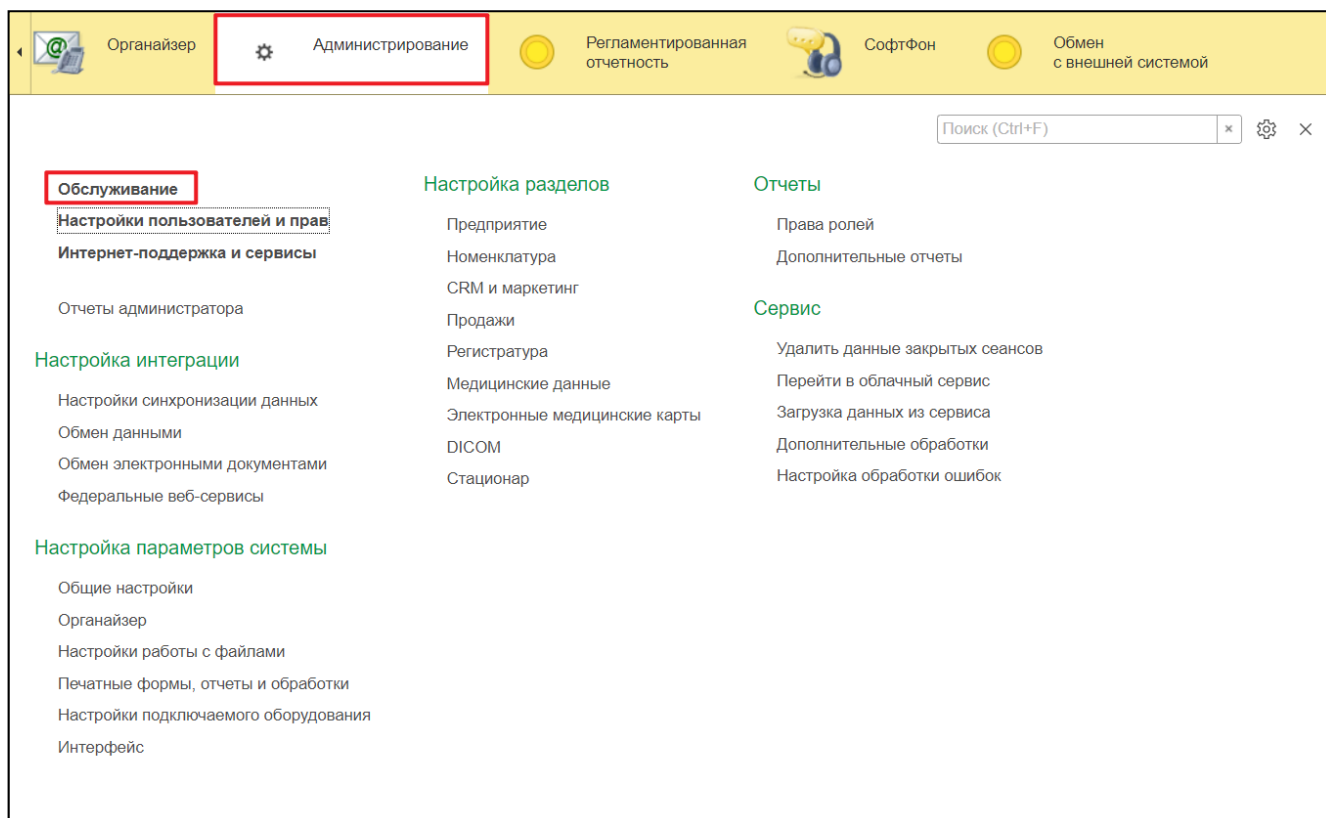 Органайзер
Администрирование
Регламентированная
отчетность
СофтФон
Обмен
с внешней системой
Поиск (Ctrl+F)
Обслуживание
Настройки пользователей и прав
Интернет-поддержка и сервисы
Отчеты администратора
Настройка интеграции
Настройки синхронизации данных
Обмен данными
Обмен электронными документами
Федеральные веб-сервисы
Настройка параметров системы
Общие настройки
Органайзер
Настройки работы с файлами
Печатные формы, отчеты и обработки
Настройки подключаемого оборудования
Интерфейс
Настройка разделов
Предприятие
Номенклатура
CRM и маркетинг
Продажи
Регистратура
Медицинские данные
Электронные медицинские карты
DICOM
Стационар
Отчеты
Права ролей
Дополнительные отчеты
Сервис
Удалить данные закрытых сеансов
Перейти в облачный сервис
Загрузка данных из сервиса
Дополнительные обработки
Настройка обработки ошибок